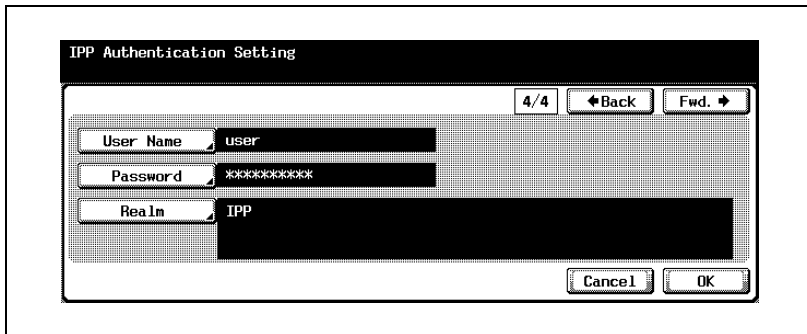 IPP Authentication Setting
4/4 ←Back Fwd. →
User Name user
Password **********
Realm IPP
Cancel OK